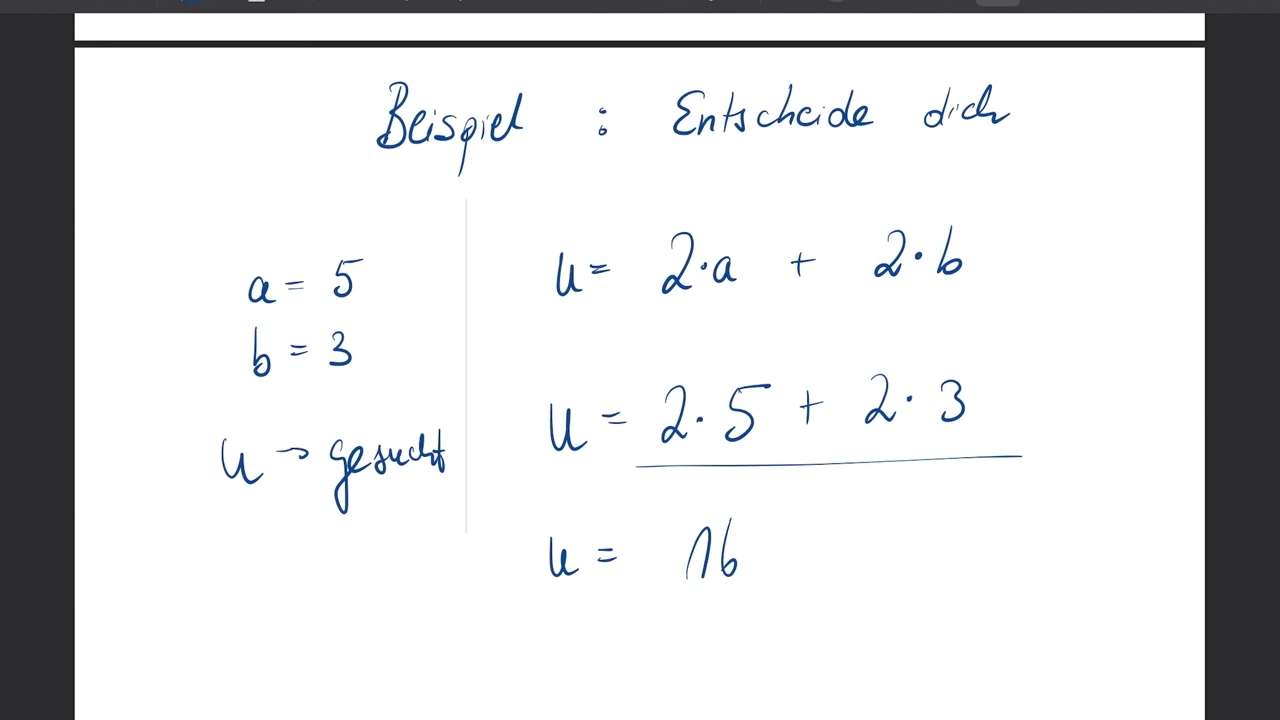 Beispiel : Entscheide dich
a = 5
b = 3
u → gesucht
u = 2·a + 2·b
u = 2·5 + 2·3
u = 16